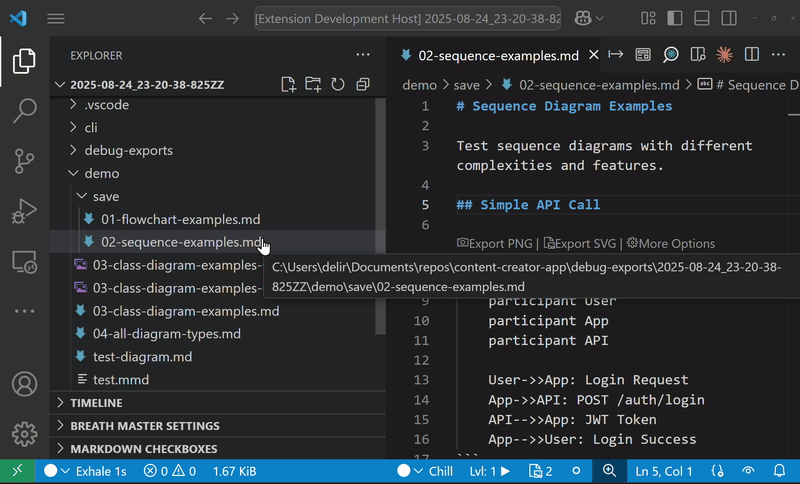 [Extension Development Host] 2025-08-24_23-20-38-82
EXPLORER
2025-08-24_23-20-38-825ZZ
.vscode
cli
debug-exports
demo
save
01-flowchart-examples.md
02-sequence-examples.md
03-class-diagram-examples-
03-class-diagram-examples-
03-class-diagram-examples.md
04-all-diagram-types.md
test-diagram.md
test.mmd
TIMELINE
BREATH MASTER SETTINGS
MARKDOWN CHECKBOXES
02-sequence-examples.md
demo > save > 02-sequence-examples.md > abc # Sequence D
1 # Sequence Diagram Examples
2
3 Test sequence diagrams with different
complexities and features.
4
5 ## Simple API Call
6
Export PNG | Export SVG | More Options
C:\Users\delir\Documents\repos\content-creator-app\debug-exports\2025-08-24_23-20-38-
825ZZ\demo\save\02-sequence-examples.md
9 participant User
10 participant App
11 participant API
12
13 User->>App: Login Request
14 App->>API: POST /auth/login
15 API-->>App: JWT Token
16 App-->>User: Login Success
17 ```
Exhale 1s 0 0 1.67 KiB Chill Lvl: 1 2 Ln 5, Col 1